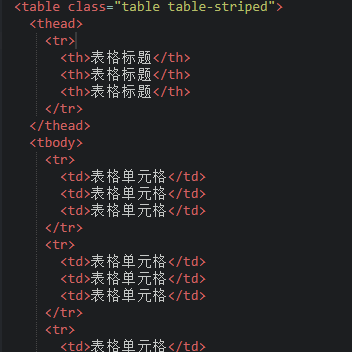 <table class="table table-striped">
<thead>
<tr>
<th>表格标题</th>
<th>表格标题</th>
<th>表格标题</th>
</tr>
</thead>
<tbody>
<tr>
<td>表格单元格</td>
<td>表格单元格</td>
<td>表格单元格</td>
</tr>
<tr>
<td>表格单元格</td>
<td>表格单元格</td>
<td>表格单元格</td>
</tr>
<tr>
<td>表格单元格</td>